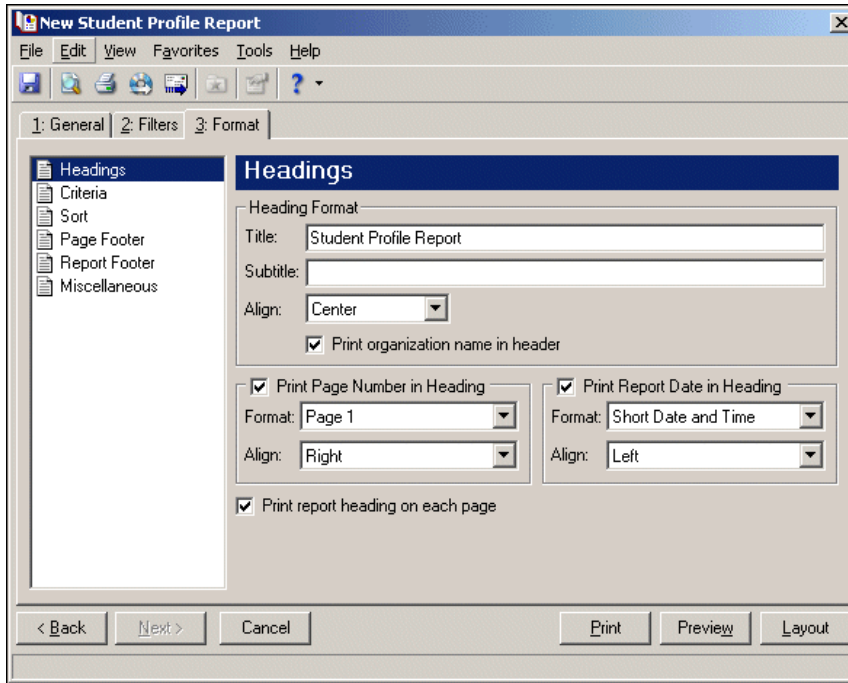 New Student Profile Report
File Edit View Favorites Tools Help
1: General 2: Filters 3: Format
Headings
Criteria
Sort
Page Footer
Report Footer
Miscellaneous
Headings
Heading Format
Title: Student Profile Report
Subtitle:
Align: Center
Print organization name in header
Print Page Number in Heading
Format: Page 1
Align: Right
Print Report Date in Heading
Format: Short Date and Time
Align: Left
Print report heading on each page
< Back Next > Cancel Print Preview Layout